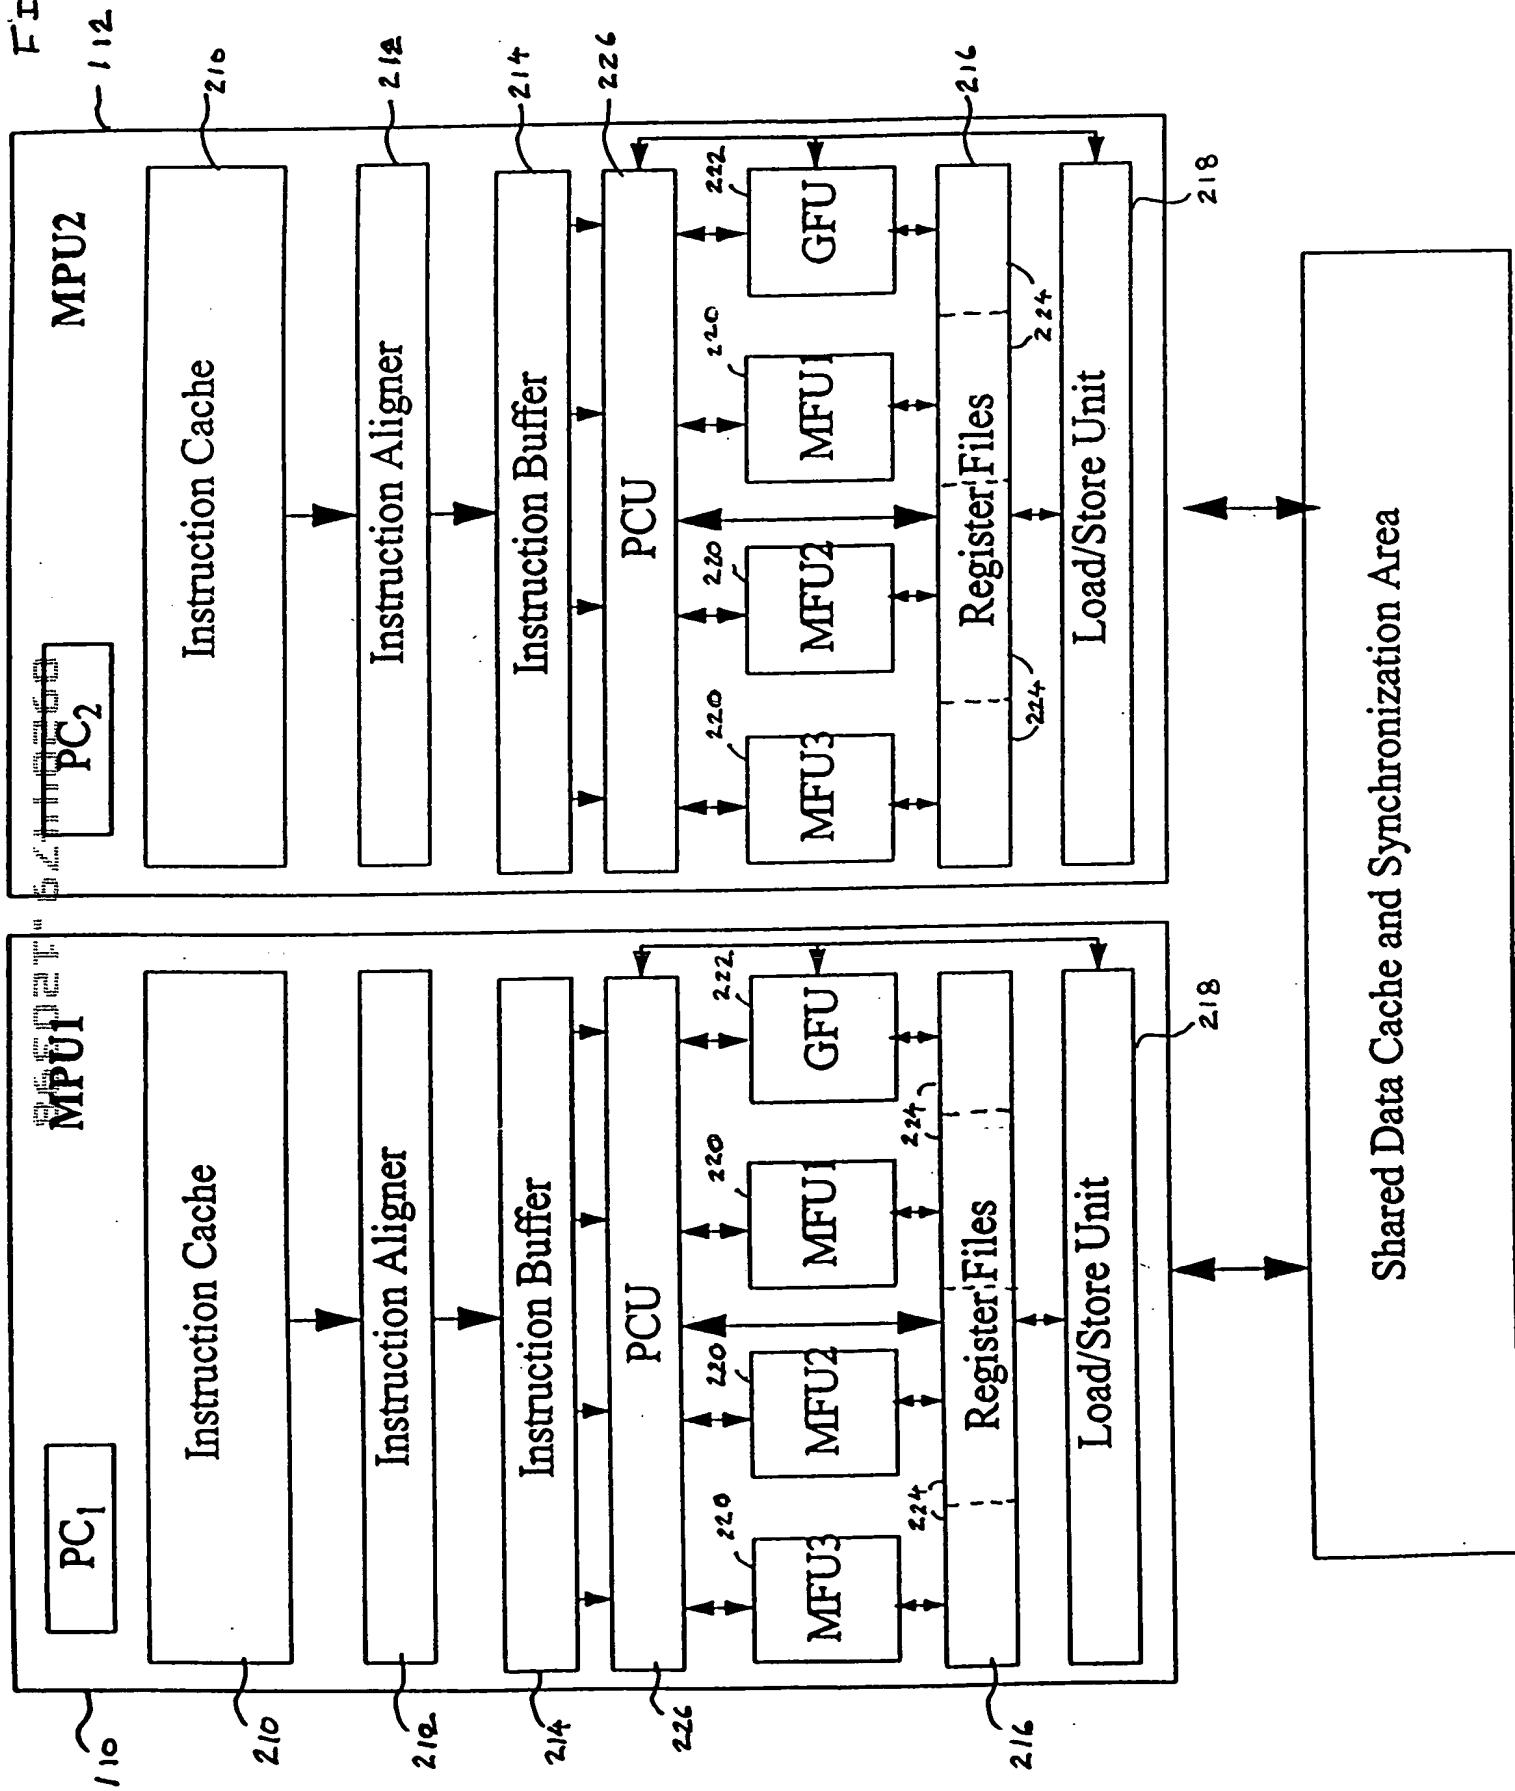 110
MPU1
PC1
Instruction Cache
210
Instruction Aligner
212
Instruction Buffer
214
PCU
226
MFU3
220
MFU2
220
MFU1
220
GFU
222
224
224
Register Files
216
Load/Store Unit
218
112
MPU2
PC2
Instruction Cache
210
Instruction Aligner
212
Instruction Buffer
214
PCU
226
MFU3
220
MFU2
220
MFU1
220
GFU
222
Register Files
216
224
224
Load/Store Unit
218
Shared Data Cache and Synchronization Area